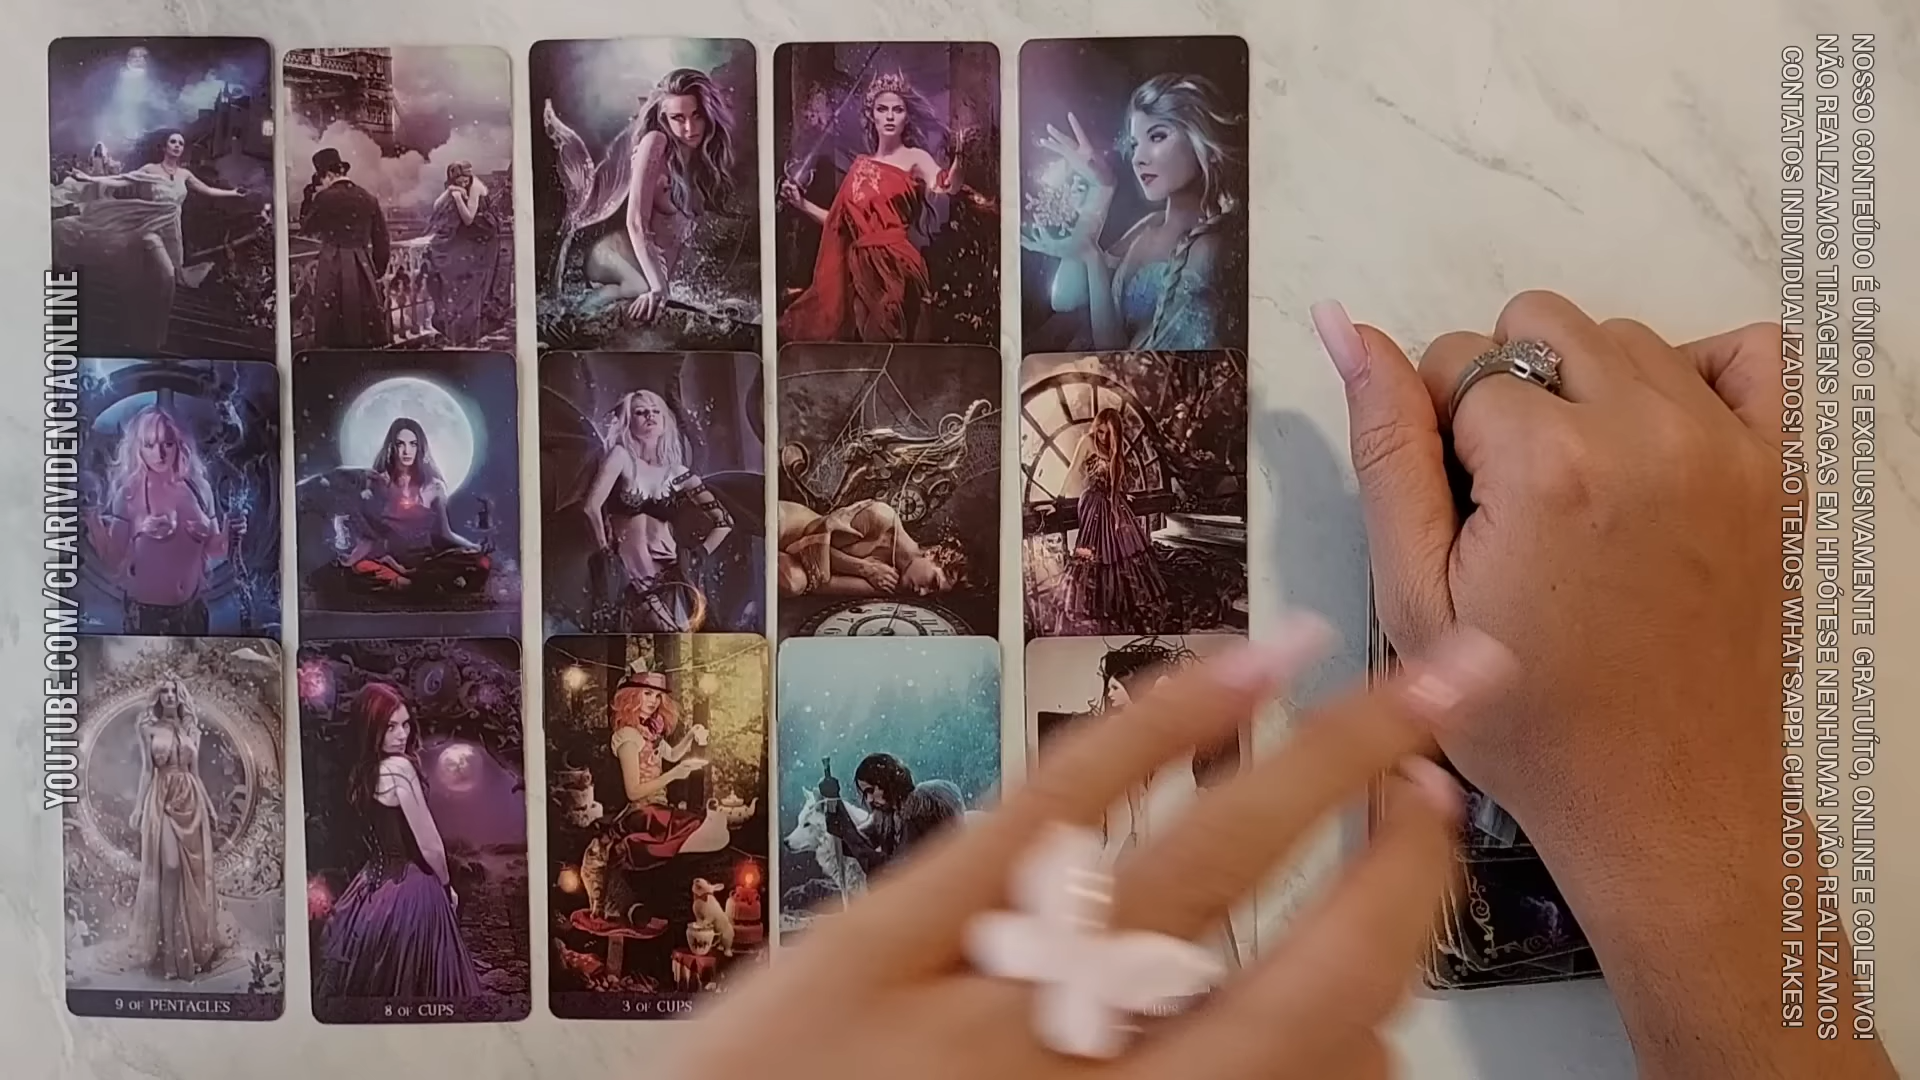 YOUTUBE.COM/CLARIVIDENCIAONLINE
NOSSO CONTEÚDO É ÚNICO E EXCLUSIVAMENTE GRATUÍTO, ONLINE E COLETIVO!
NÃO REALIZAMOS TIRAGENS PAGAS EM HIPÓTESE NENHUMA! NÃO REALIZAMOS
CONTATOS INDIVIDUALIZADOS! NÃO TEMOS WHATSAPP! CUIDADO COM FAKES!
9 OF PENTACLES
8 OF CUPS
3 OF CUPS
CUPS